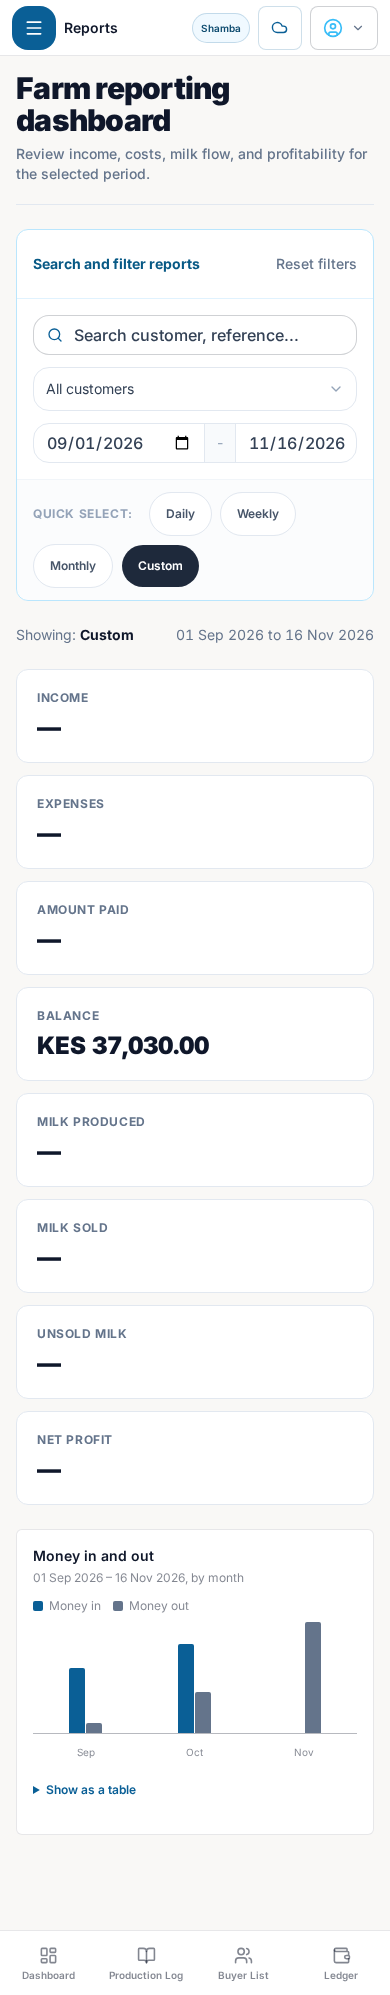 Reports
Shamba
Farm reporting
dashboard
Review income, costs, milk flow, and profitability for
the selected period.
Search and filter reports
Reset filters
Search customer, reference...
All customers
09/01/2026 - 11/16/2026
QUICK SELECT: Daily Weekly
Monthly Custom
Showing: Custom 01 Sep 2026 to 16 Nov 2026
INCOME
—
EXPENSES
—
AMOUNT PAID
—
BALANCE
KES 37,030.00
MILK PRODUCED
—
MILK SOLD
—
UNSOLD MILK
—
NET PROFIT
—
Money in and out
01 Sep 2026 – 16 Nov 2026, by month
Money in Money out
Sep Oct Nov
Show as a table
Dashboard Production Log Buyer List Ledger